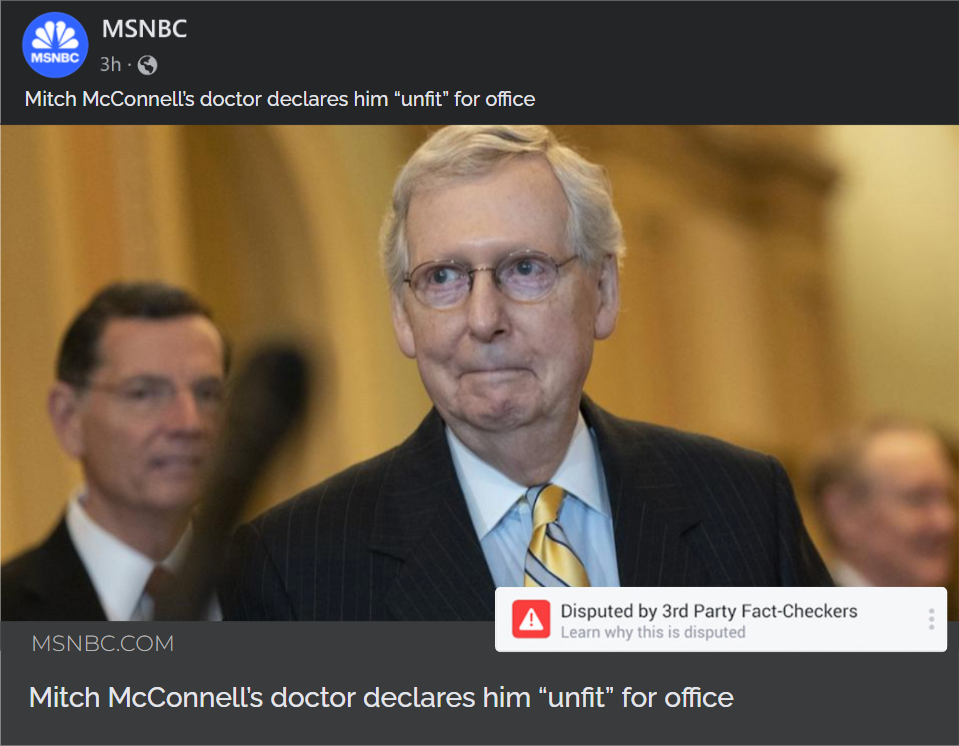 MSNBC
MSNBC
3h ·
Mitch McConnell’s doctor declares him “unfit” for office
Disputed by 3rd Party Fact-Checkers
Learn why this is disputed
MSNBC.COM
Mitch McConnell’s doctor declares him “unfit” for office